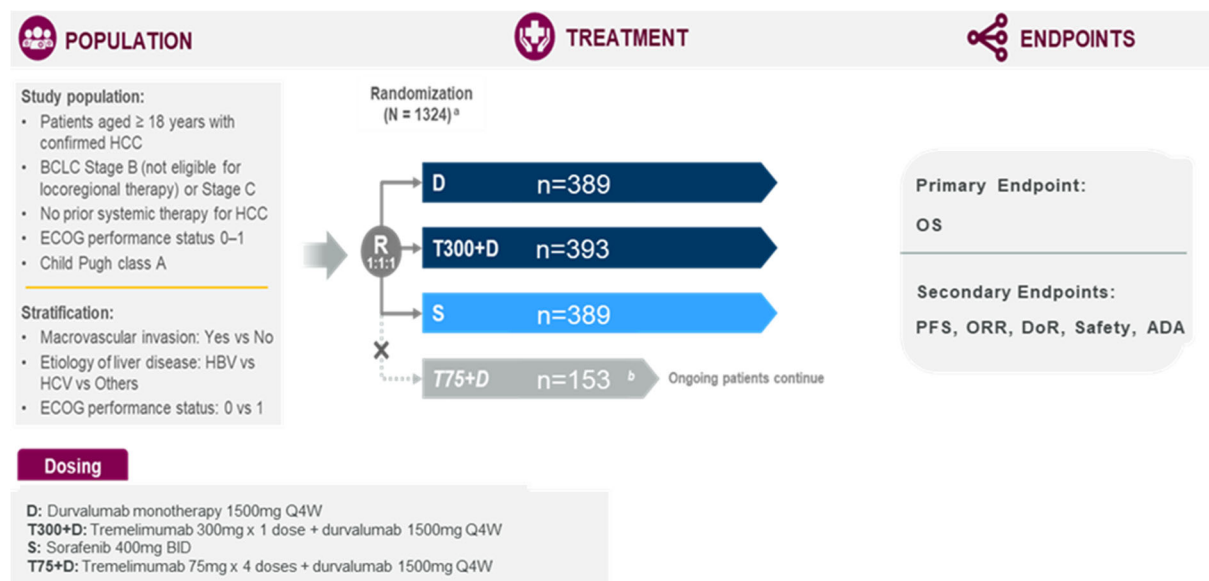 POPULATION
TREATMENT
ENDPOINTS
Study population:
• Patients aged ≥ 18 years with
confirmed HCC
• BCLC Stage B (not eligible for
locoregional therapy) or Stage C
• No prior systemic therapy for HCC
• ECOG performance status 0–1
• Child Pugh class A
Stratification:
• Macrovascular invasion: Yes vs No
• Etiology of liver disease: HBV vs
HCV vs Others
• ECOG performance status: 0 vs 1
Randomization
(N = 1324) a
R
1:1:1
D n=389
T300+D n=393
S n=389
T75+D n=153 b
Ongoing patients continue
Primary Endpoint:
OS
Secondary Endpoints:
PFS, ORR, DoR, Safety, ADA
Dosing
D: Durvalumab monotherapy 1500mg Q4W
T300+D: Tremelimumab 300mg x 1 dose + durvalumab 1500mg Q4W
S: Sorafenib 400mg BID
T75+D: Tremelimumab 75mg x 4 doses + durvalumab 1500mg Q4W